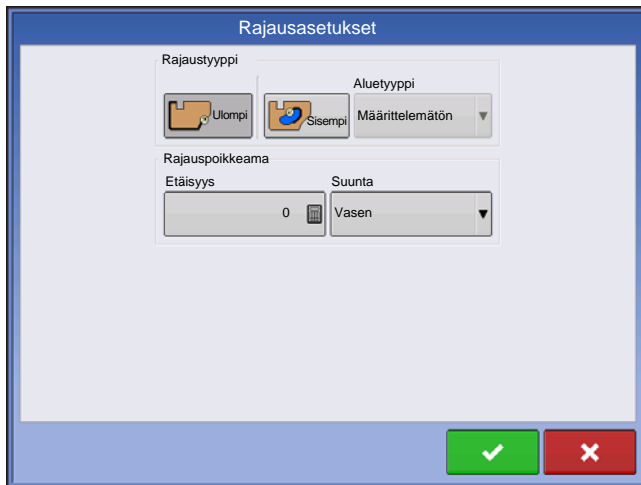 Rajausasetukset
Rajaustyyppi
Aluetyyppi
Ulompi
Sisempi
Määrittelemätön
Rajauspoikkeama
Etäisyys
Suunta
0
Vasen